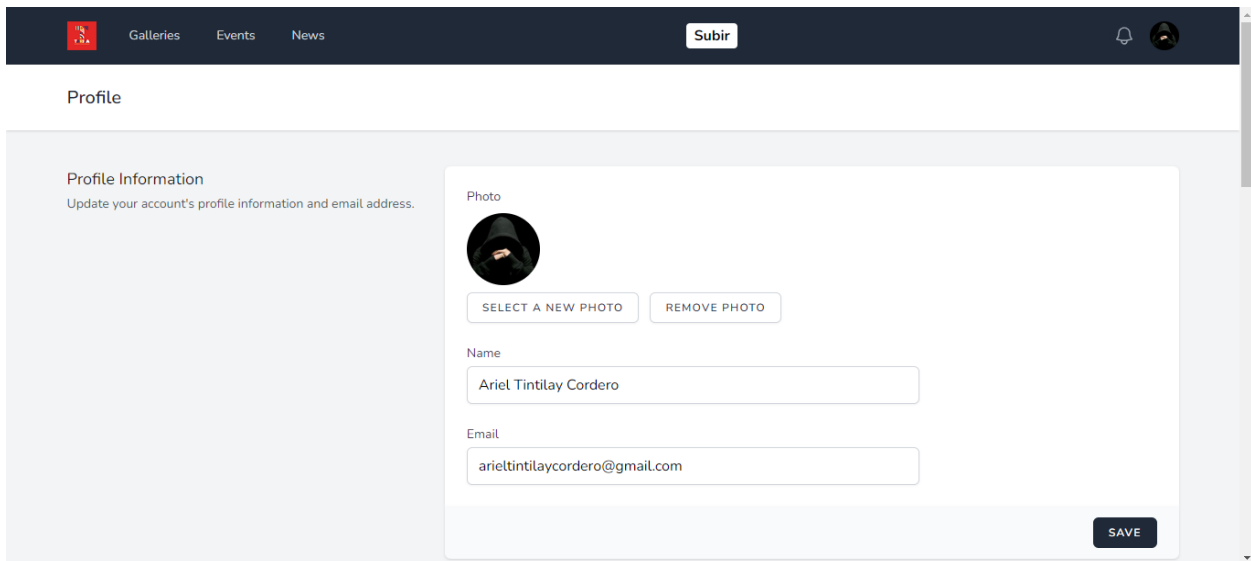 Galleries Events News Subir
Profile
Profile Information
Update your account's profile information and email address.
Photo
SELECT A NEW PHOTO REMOVE PHOTO
Name
Ariel Tintilay Cordero
Email
arieltintilaycordero@gmail.com
SAVE